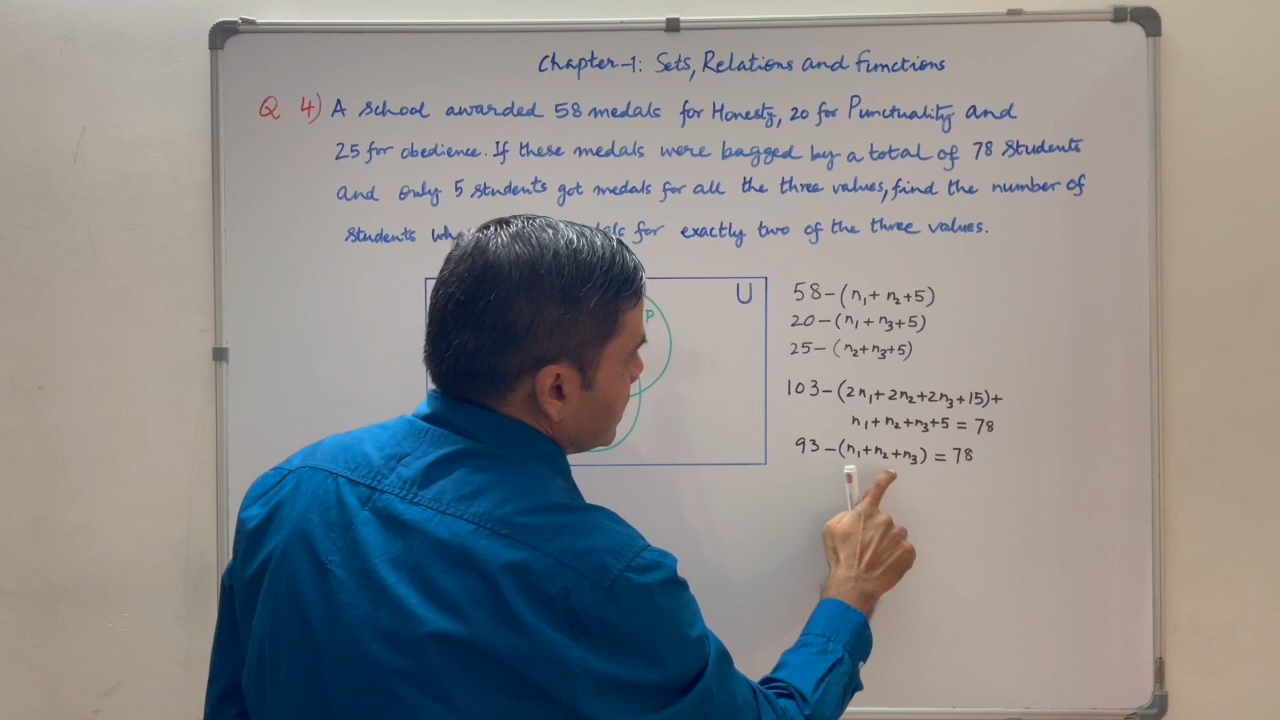 Chapter-1: Sets, Relations and Functions
Q 4) A school awarded 58 medals for Honesty, 20 for Punctuality and
25 for obedience. If these medals were bagged by a total of 78 students
and only 5 students got medals for all the three values, find the number of
students for exactly two of the three values.
U
P
58-(n₁+n₂+5)
20-(n₁+n₃+5)
25-(n₂+n₃+5)
103-(2n₁+2n₂+2n₃+15)+
n₁+n₂+n₃+5=78
93-(n₁+n₂+n₃)=78